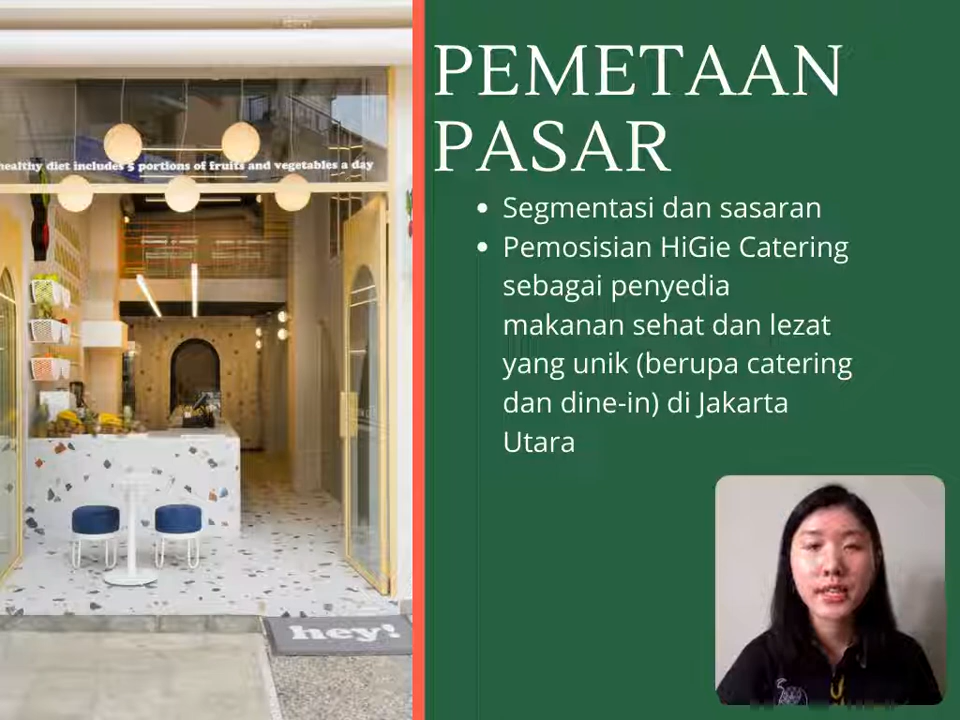 PEMETAAN
PASAR
Segmentasi dan sasaran
Pemosisian HiGie Catering
sebagai penyedia
makanan sehat dan lezat
yang unik (berupa catering
dan dine-in) di Jakarta
Utara
healthy diet includes 5 portions of fruits and vegetables a day
hey!